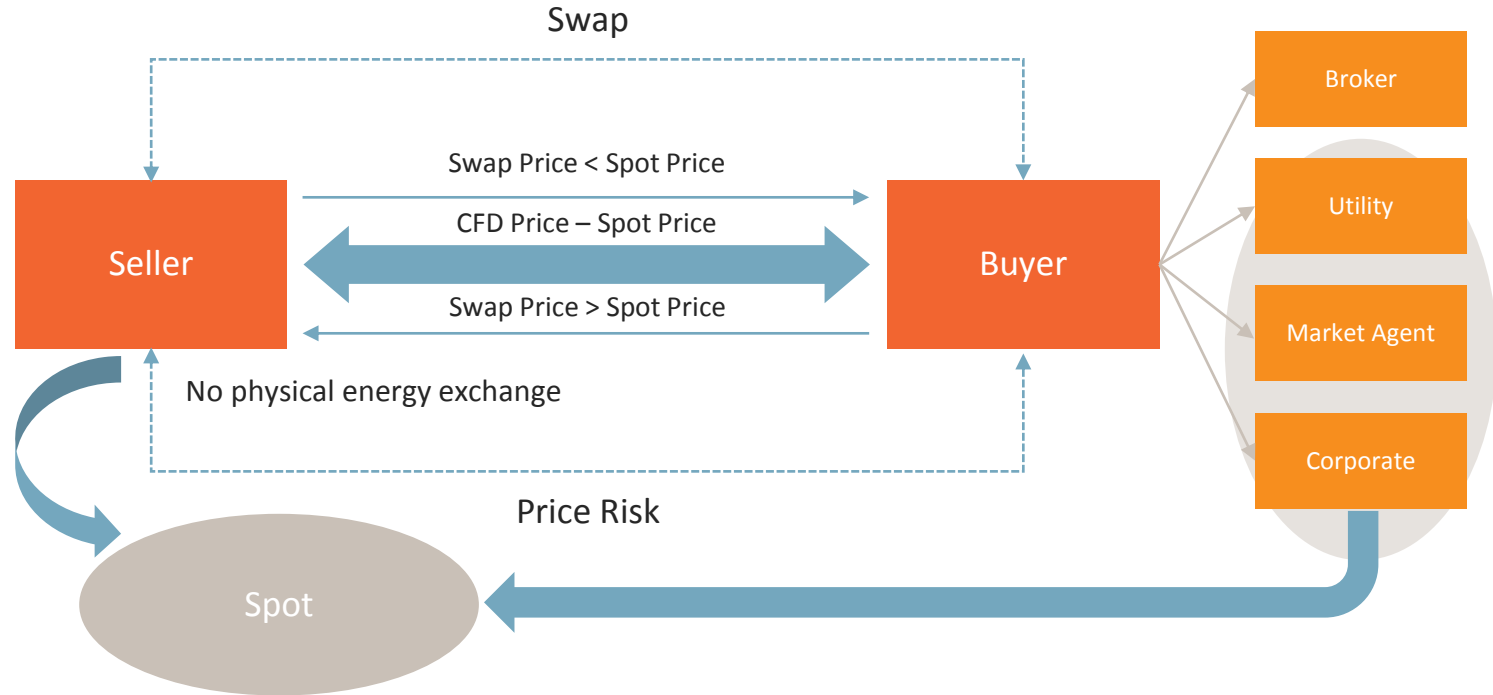 Swap
Broker
Swap Price < Spot Price
Utility
CFD Price – Spot Price
Seller
Buyer
Swap Price > Spot Price
Market Agent
No physical energy exchange
Corporate
Price Risk
Spot